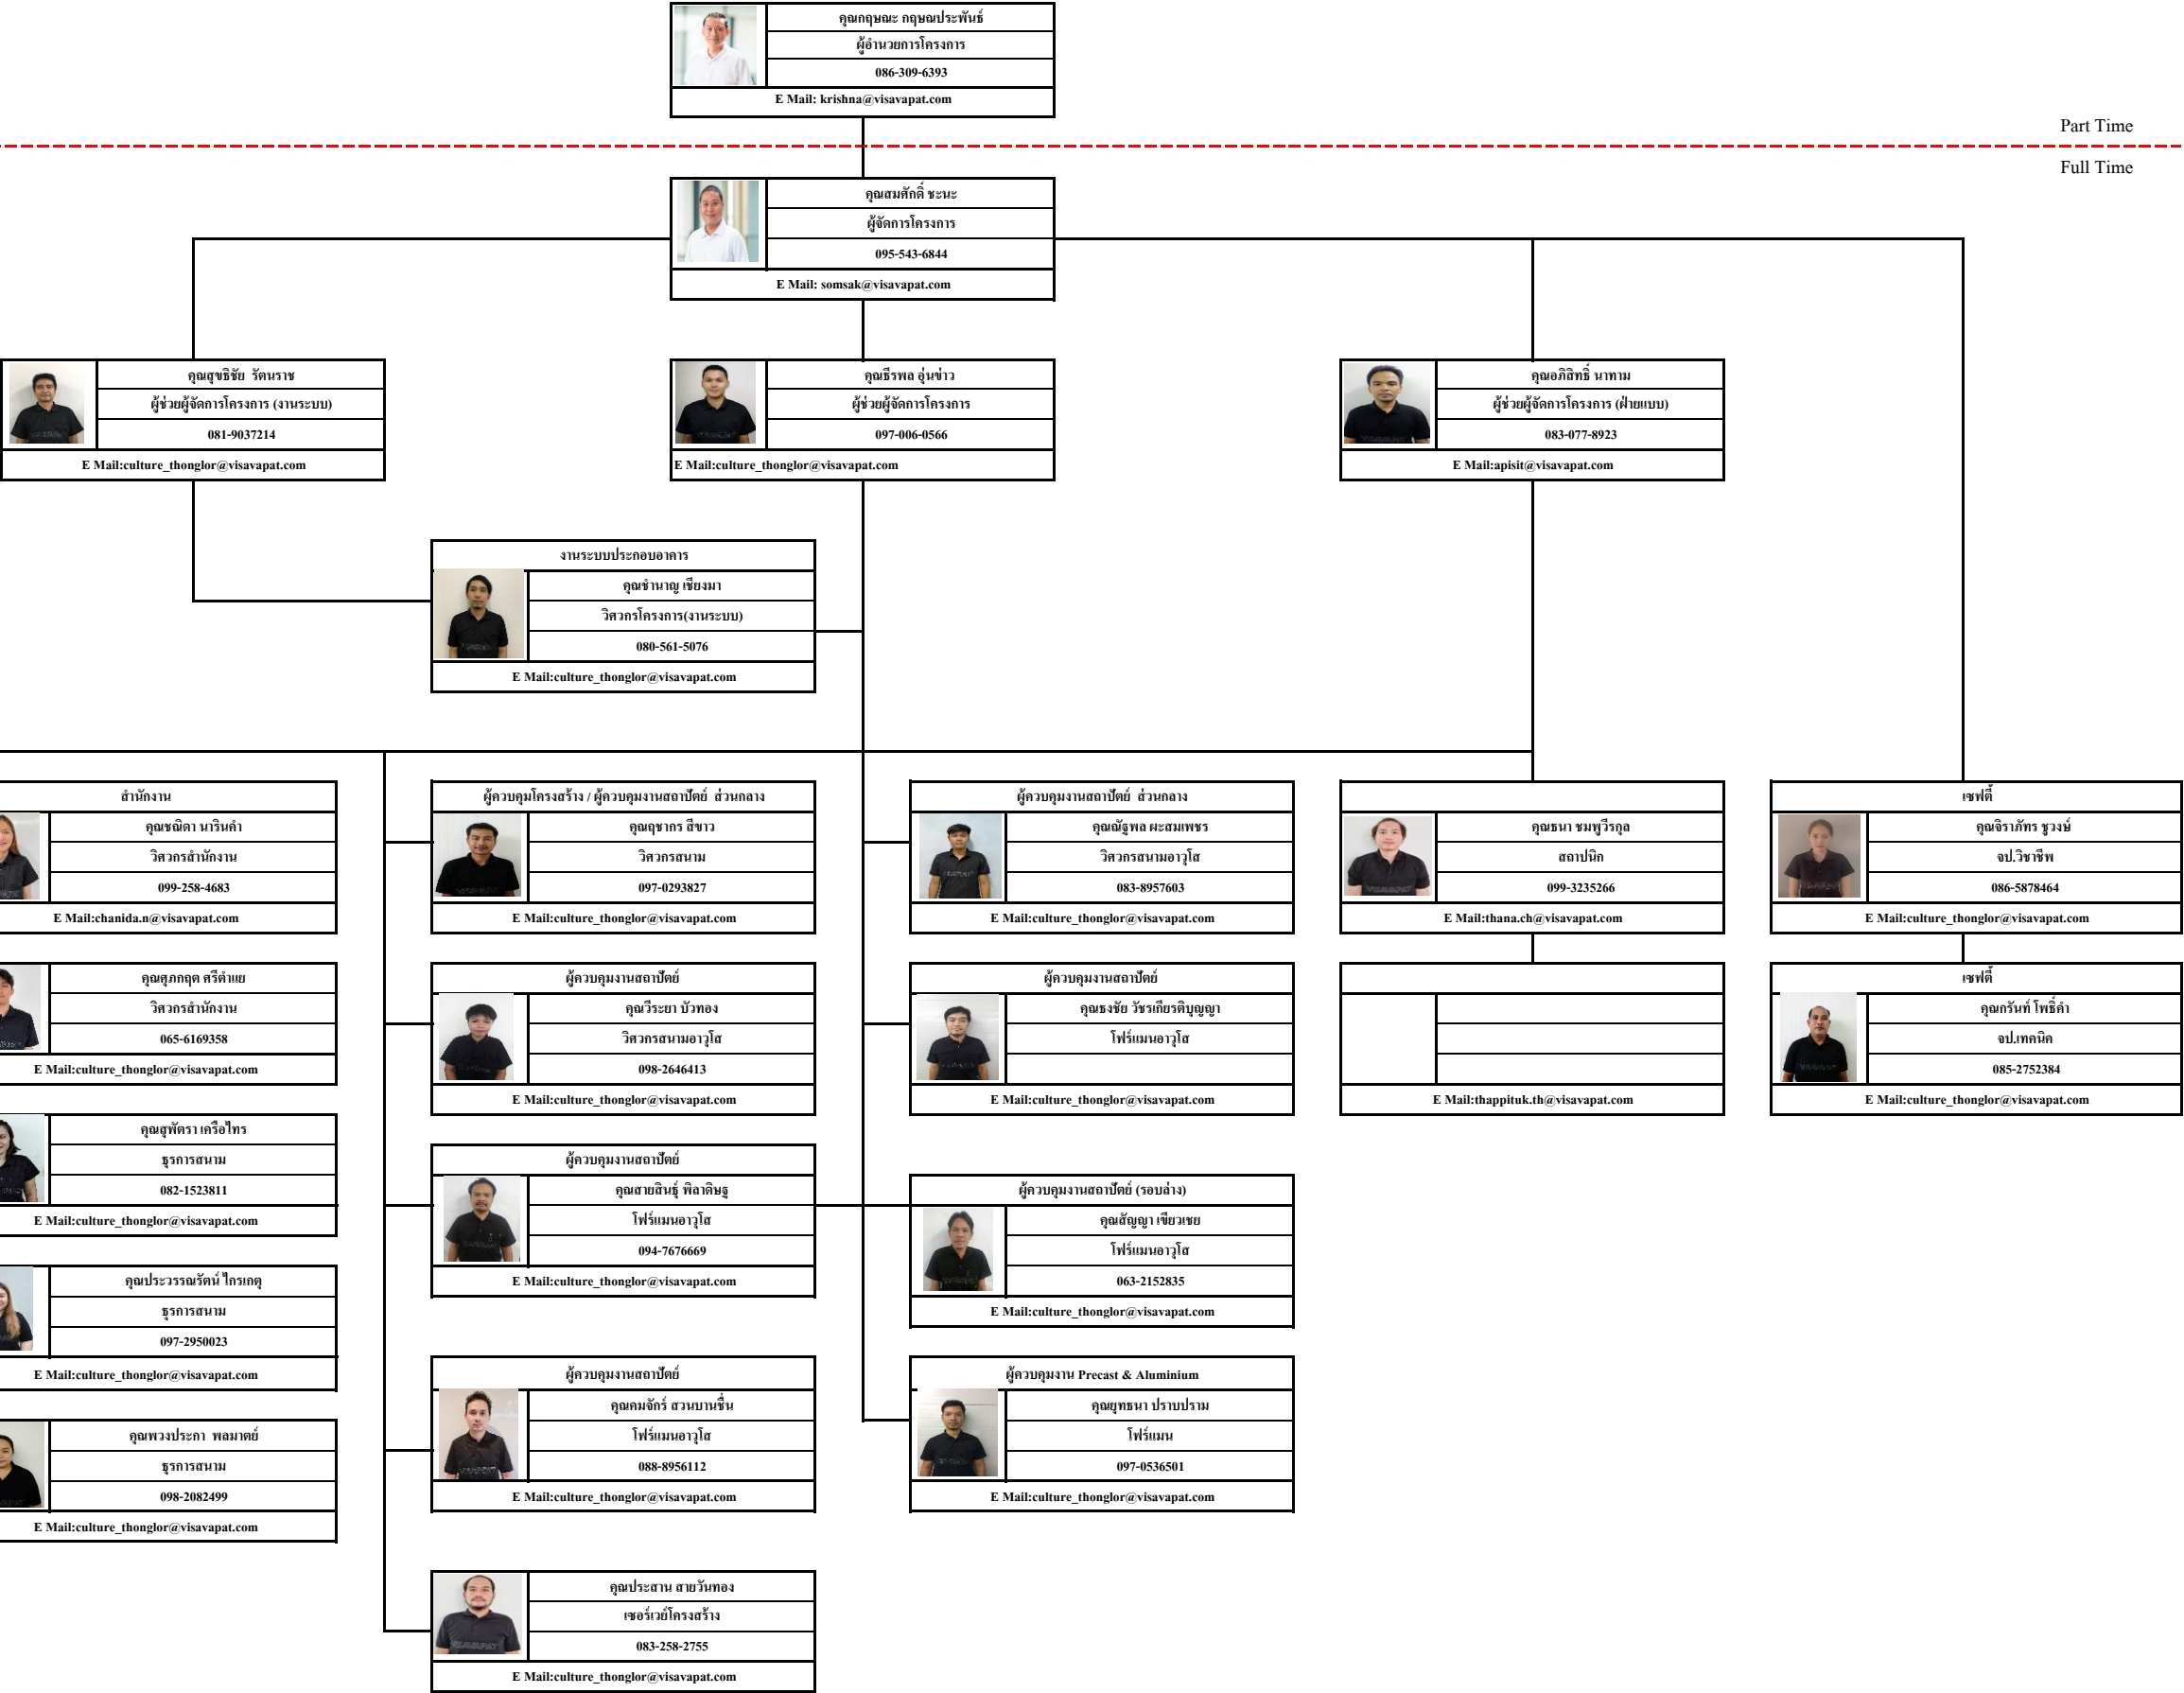 คุณกฤษณะ กฤษณประพันธ์
ผู้อำนวยการโครงการ
086-309-6393
E Mail: krishna@visavapat.com
Part Time
Full Time
คุณสมศักดิ์ ชะนะ
ผู้จัดการโครงการ
095-543-6844
E Mail: somsak@visavapat.com
คุณสุขธิชัย รัตนราช
ผู้ช่วยผู้จัดการโครงการ (งานระบบ)
081-9037214
E Mail:culture_thonglor@visavapat.com
คุณธีรพล อุ่นข่าว
ผู้ช่วยผู้จัดการโครงการ
097-006-0566
E Mail:culture_thonglor@visavapat.com
คุณอภิสิทธิ์ นาทาม
ผู้ช่วยผู้จัดการโครงการ (ฝ่ายแบบ)
083-077-8923
E Mail:apisit@visavapat.com
งานระบบประกอบอาคาร
คุณชำนาญ เชียงมา
วิศวกรโครงการ(งานระบบ)
080-561-5076
E Mail:culture_thonglor@visavapat.com
สำนักงาน
คุณชณิดา นารินคำ
วิศวกรสำนักงาน
099-258-4683
E Mail:chanida.n@visavapat.com
คุณศุภกฤต ศรีตำแย
วิศวกรสำนักงาน
065-6169358
E Mail:culture_thonglor@visavapat.com
คุณสุพัตรา เครือไทร
ธุรการสนาม
082-1523811
E Mail:culture_thonglor@visavapat.com
คุณประวรรณรัตน์ ไกรเกตุ
ธุรการสนาม
097-2950023
E Mail:culture_thonglor@visavapat.com
คุณพวงประกา พลมาตย์
ธุรการสนาม
098-2082499
E Mail:culture_thonglor@visavapat.com
ผู้ควบคุมโครงสร้าง / ผู้ควบคุมงานสถาปัตย์ ส่วนกลาง
คุณฤชากร สีขาว
วิศวกรสนาม
097-0293827
E Mail:culture_thonglor@visavapat.com
ผู้ควบคุมงานสถาปัตย์
คุณวีระยา บัวทอง
วิศวกรสนามอาวุโส
098-2646413
E Mail:culture_thonglor@visavapat.com
ผู้ควบคุมงานสถาปัตย์
คุณสายสินธุ์ พิลาดิษฐ
โฟร์แมนอาวุโส
094-7676669
E Mail:culture_thonglor@visavapat.com
ผู้ควบคุมงานสถาปัตย์
คุณคมจักร์ สวนบานชื่น
โฟร์แมนอาวุโส
088-8956112
E Mail:culture_thonglor@visavapat.com
คุณประสาน สายวันทอง
เซอร์เวย์โครงสร้าง
083-258-2755
E Mail:culture_thonglor@visavapat.com
ผู้ควบคุมงานสถาปัตย์ ส่วนกลาง
คุณณัฐพล ผะสมเพชร
วิศวกรสนามอาวุโส
083-8957603
E Mail:culture_thonglor@visavapat.com
ผู้ควบคุมงานสถาปัตย์
คุณธงชัย วัชรเกียรติบุญญา
โฟร์แมนอาวุโส
E Mail:culture_thonglor@visavapat.com
ผู้ควบคุมงานสถาปัตย์ (รอบล่าง)
คุณสัญญา เขียวเชย
โฟร์แมนอาวุโส
063-2152835
E Mail:culture_thonglor@visavapat.com
ผู้ควบคุมงาน Precast & Aluminium
คุณยุทธนา ปราบปราม
โฟร์แมน
097-0536501
E Mail:culture_thonglor@visavapat.com
คุณธนา ชมพูวีรกุล
สถาปนิก
099-3235266
E Mail:thana.ch@visavapat.com
E Mail:thappituk.th@visavapat.com
เซฟตี้
คุณจิราภัทร ชูวงษ์
จป.วิชาชีพ
086-5878464
E Mail:culture_thonglor@visavapat.com
เซฟตี้
คุณกรันท์ โพธิ์คำ
จป.เทคนิค
085-2752384
E Mail:culture_thonglor@visavapat.com